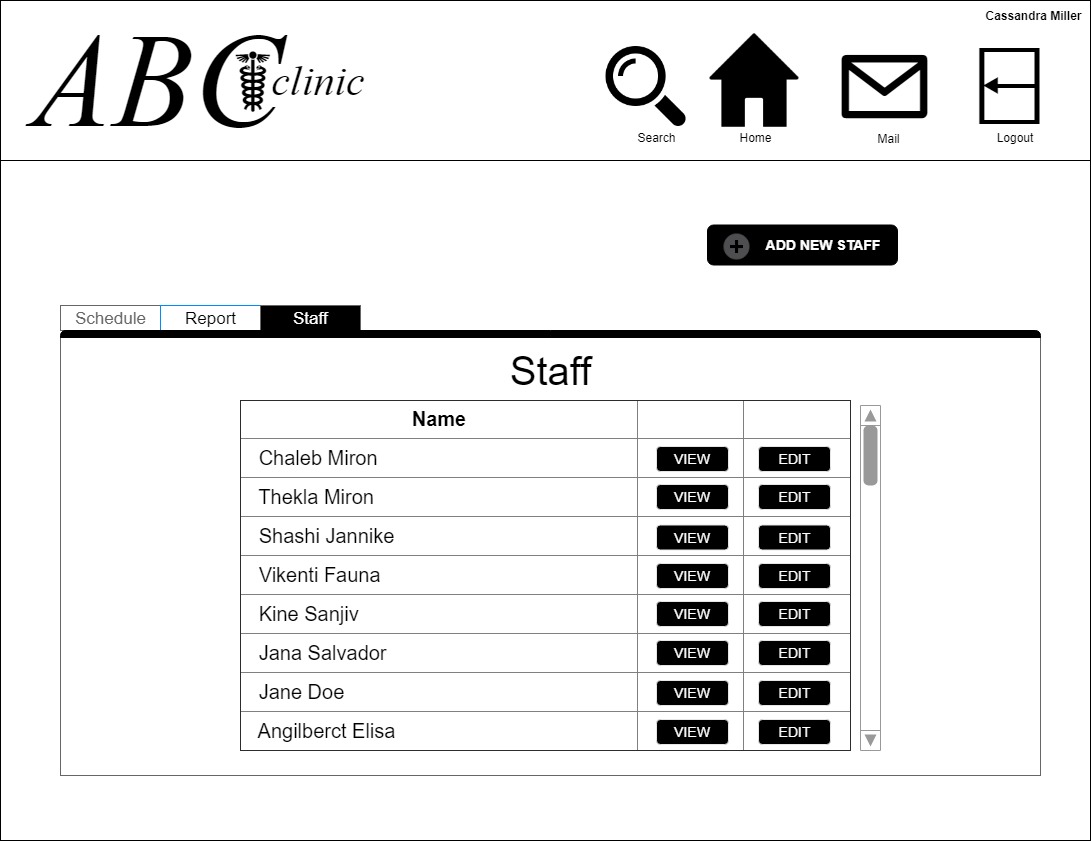 Cassandra Miller
ABC clinic
Search Home Mail Logout
ADD NEW STAFF
Schedule Report Staff
Staff
Name
Chaleb Miron VIEW EDIT
Thekla Miron VIEW EDIT
Shashi Jannike VIEW EDIT
Vikenti Fauna VIEW EDIT
Kine Sanjiv VIEW EDIT
Jana Salvador VIEW EDIT
Jane Doe VIEW EDIT
Angilberct Elisa VIEW EDIT